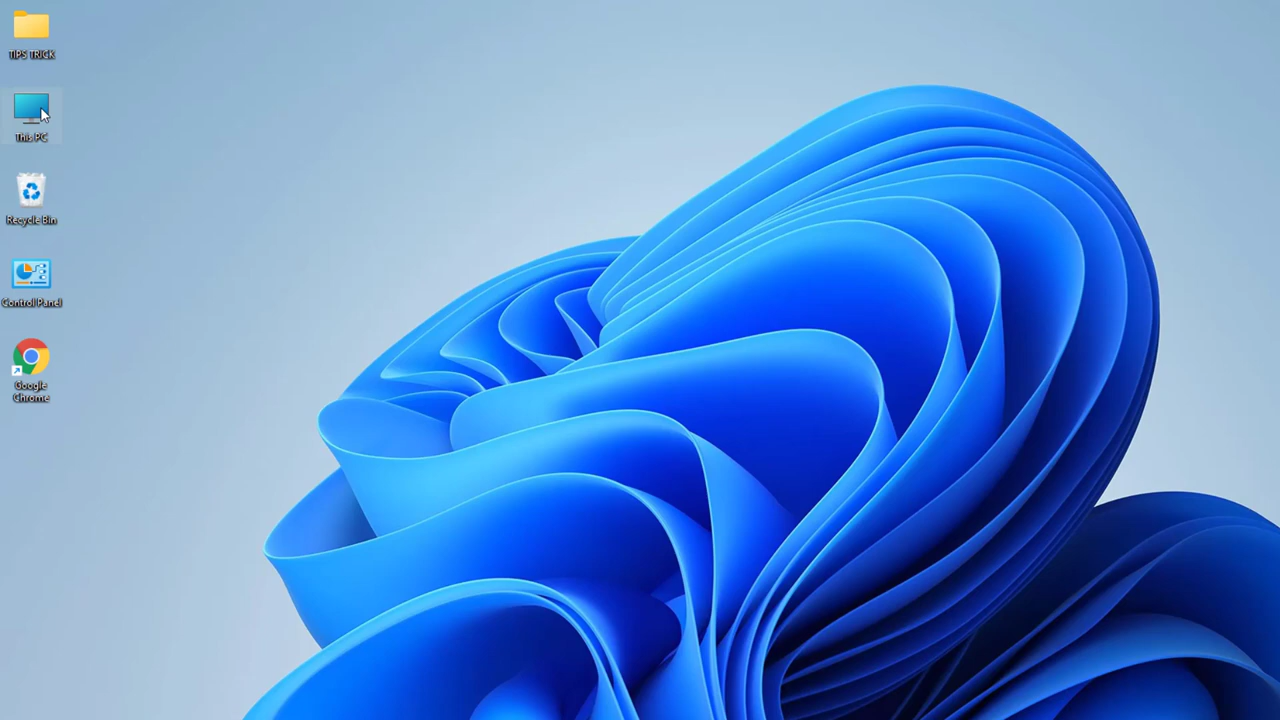 TIPS TRICK
This PC
Recycle Bin
Control Panel
Google
Chrome